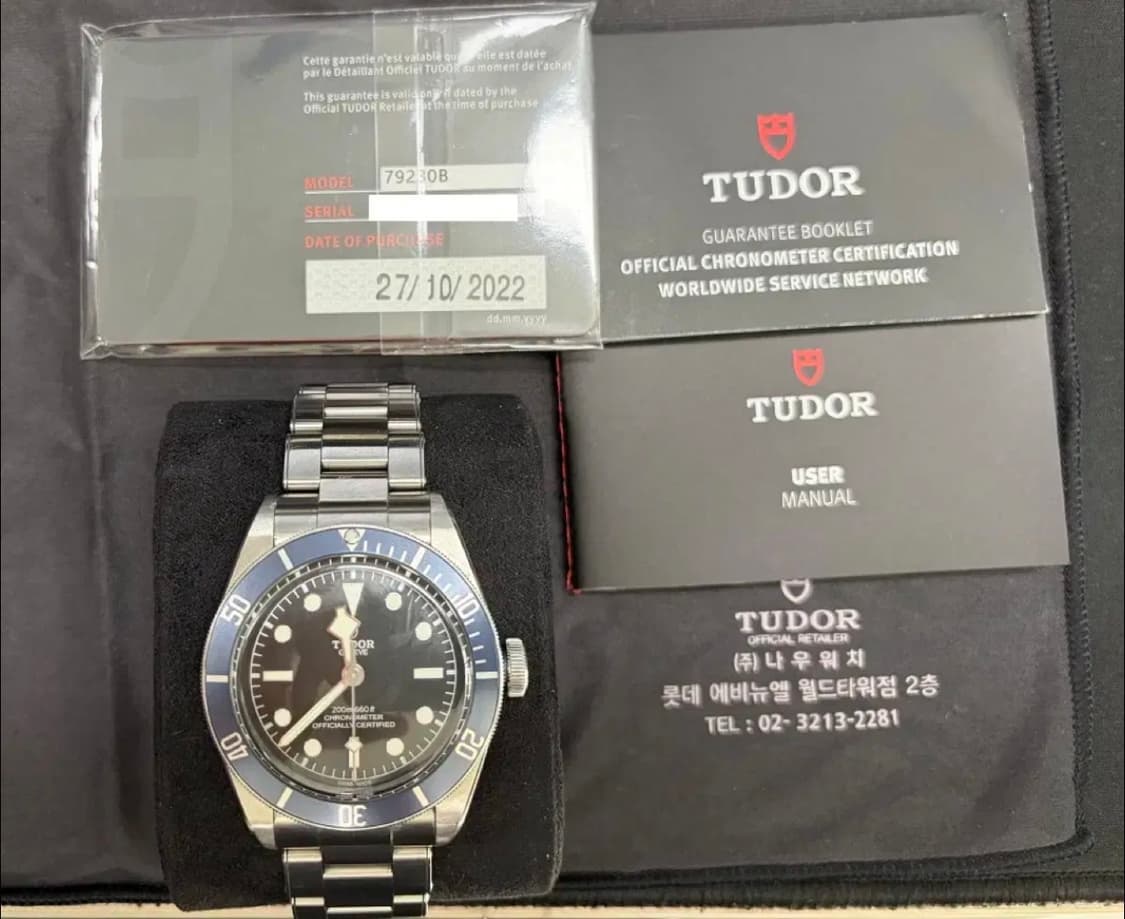 Cette garantie n'est valable que si elle est datée
par le Détaillant Officiel TUDOR au moment de l'achat
This guarantee is valid only if dated by the
Official TUDOR Retailer at the time of purchase
MODEL 79230B
SERIAL
DATE OF PURCHASE
27/10/2022
dd.mm.yyyy
TUDOR
GUARANTEE BOOKLET
OFFICIAL CHRONOMETER CERTIFICATION
WORLDWIDE SERVICE NETWORK
TUDOR
USER
MANUAL
TUDOR
OFFICIAL RETAILER
(주) 나우워치
롯데 에비뉴엘 월드타워점 2층
TEL : 02- 3213-2281
10
20
30
40
50
TUDOR
GENEVE
200m:660ft
CHRONOMETER
OFFICIALLY CERTIFIED